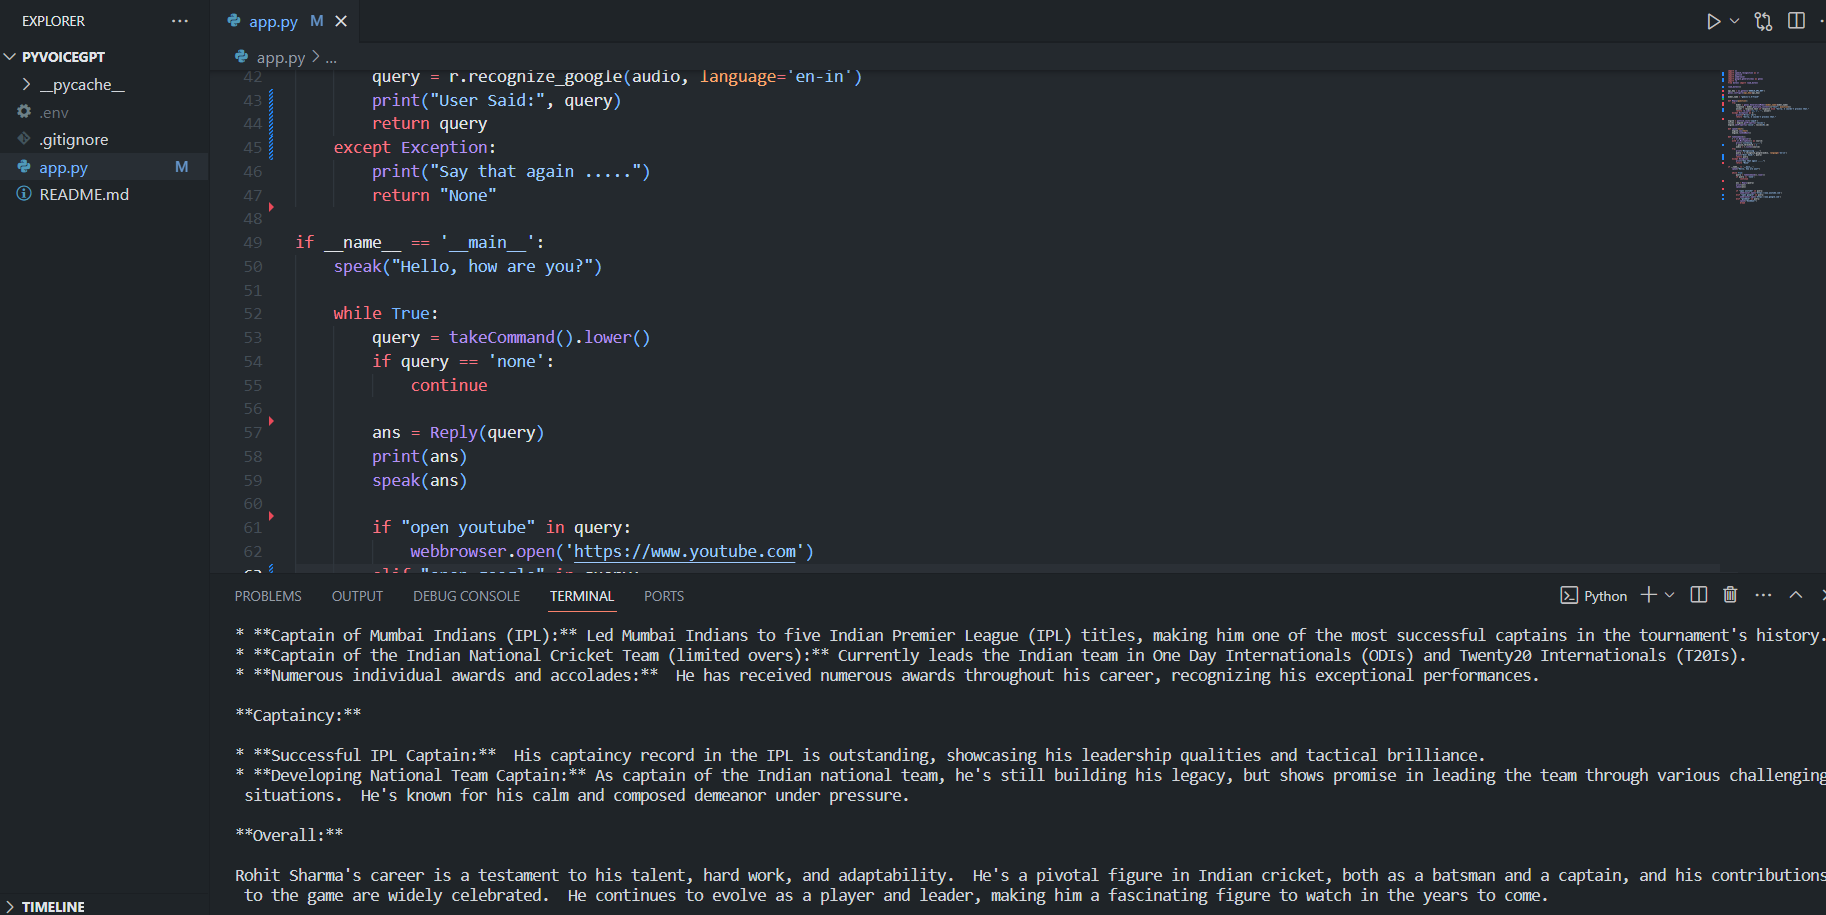 EXPLORER
PYVOICEGPT
__pycache__
.env
.gitignore
app.py M
README.md
TIMELINE
app.py M
app.py > ...
42 query = r.recognize_google(audio, language='en-in')
43 print("User Said:", query)
44 return query
45 except Exception:
46 print("Say that again .....")
47 return "None"
48
49 if __name__ == '__main__':
50 speak("Hello, how are you?")
51
52 while True:
53 query = takeCommand().lower()
54 if query == 'none':
55 continue
56
57 ans = Reply(query)
58 print(ans)
59 speak(ans)
60
61 if "open youtube" in query:
62 webbrowser.open('https://www.youtube.com')
PROBLEMS OUTPUT DEBUG CONSOLE TERMINAL PORTS Python
* **Captain of Mumbai Indians (IPL):** Led Mumbai Indians to five Indian Premier League (IPL) titles, making him one of the most successful captains in the tournament's history.
* **Captain of the Indian National Cricket Team (limited overs):** Currently leads the Indian team in One Day Internationals (ODIs) and Twenty20 Internationals (T20Is).
* **Numerous individual awards and accolades:**  He has received numerous awards throughout his career, recognizing his exceptional performances.
**Captaincy:**
* **Successful IPL Captain:**  His captaincy record in the IPL is outstanding, showcasing his leadership qualities and tactical brilliance.
* **Developing National Team Captain:** As captain of the Indian national team, he's still building his legacy, but shows promise in leading the team through various challenging
situations.  He's known for his calm and composed demeanor under pressure.
**Overall:**
Rohit Sharma's career is a testament to his talent, hard work, and adaptability.  He's a pivotal figure in Indian cricket, both as a batsman and a captain, and his contributions
to the game are widely celebrated.  He continues to evolve as a player and leader, making him a fascinating figure to watch in the years to come.